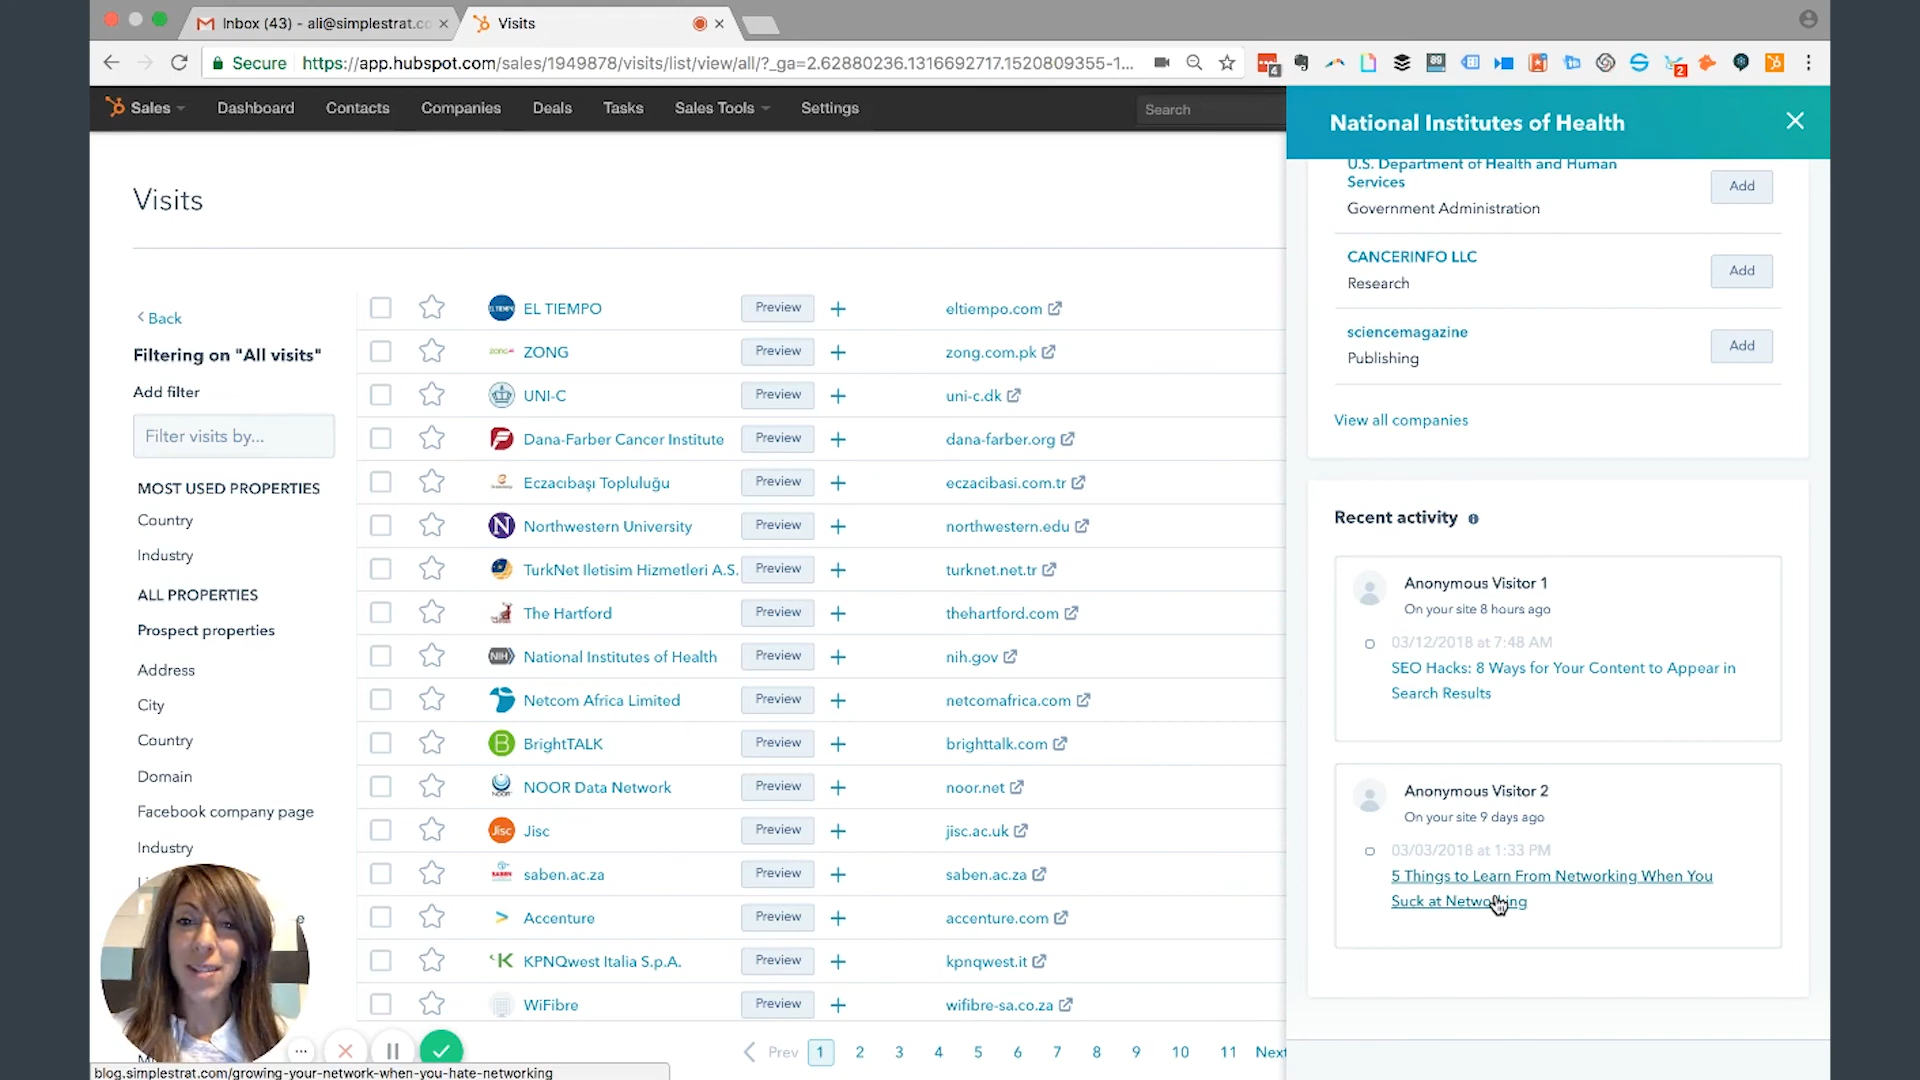 Inbox (43) - ali@simplestrat.co
Visits
Secure
https://app.hubspot.com/sales/1949878/visits/list/view/all/?_ga=2.62880236.1316692717.1520809355-1...
4
89
2
Sales
Dashboard
Contacts
Companies
Deals
Tasks
Sales Tools
Settings
Search
Visits
Back
Filtering on "All visits"
Add filter
Filter visits by...
MOST USED PROPERTIES
Country
Industry
ALL PROPERTIES
Prospect properties
Address
City
Country
Domain
Facebook company page
Industry
EL TIEMPO Preview eltiempo.com
ZONG Preview zong.com.pk
UNI-C Preview uni-c.dk
Dana-Farber Cancer Institute Preview dana-farber.org
Eczacıbaşı Topluluğu Preview eczacibasi.com.tr
Northwestern University Preview northwestern.edu
TurkNet Iletisim Hizmetleri A.S. Preview turknet.net.tr
The Hartford Preview thehartford.com
NIH National Institutes of Health Preview nih.gov
Netcom Africa Limited Preview netcomafrica.com
BrightTALK Preview brighttalk.com
NOOR Data Network Preview noor.net
Jisc Jisc Preview jisc.ac.uk
saben.ac.za Preview saben.ac.za
Accenture Preview accenture.com
KPNQwest Italia S.p.A. Preview kpnqwest.it
WiFibre Preview wifibre-sa.co.za
Prev 1 2 3 4 5 6 7 8 9 10 11 Next
National Institutes of Health
U.S. Department of Health and Human
Services
Government Administration
Add
CANCERINFO LLC
Research
Add
sciencemagazine
Publishing
Add
View all companies
Recent activity
Anonymous Visitor 1
On your site 8 hours ago
03/12/2018 at 7:48 AM
SEO Hacks: 8 Ways for Your Content to Appear in
Search Results
Anonymous Visitor 2
On your site 9 days ago
03/03/2018 at 1:33 PM
5 Things to Learn From Networking When You
Suck at Networking
blog.simplestrat.com/growing-your-network-when-you-hate-networking